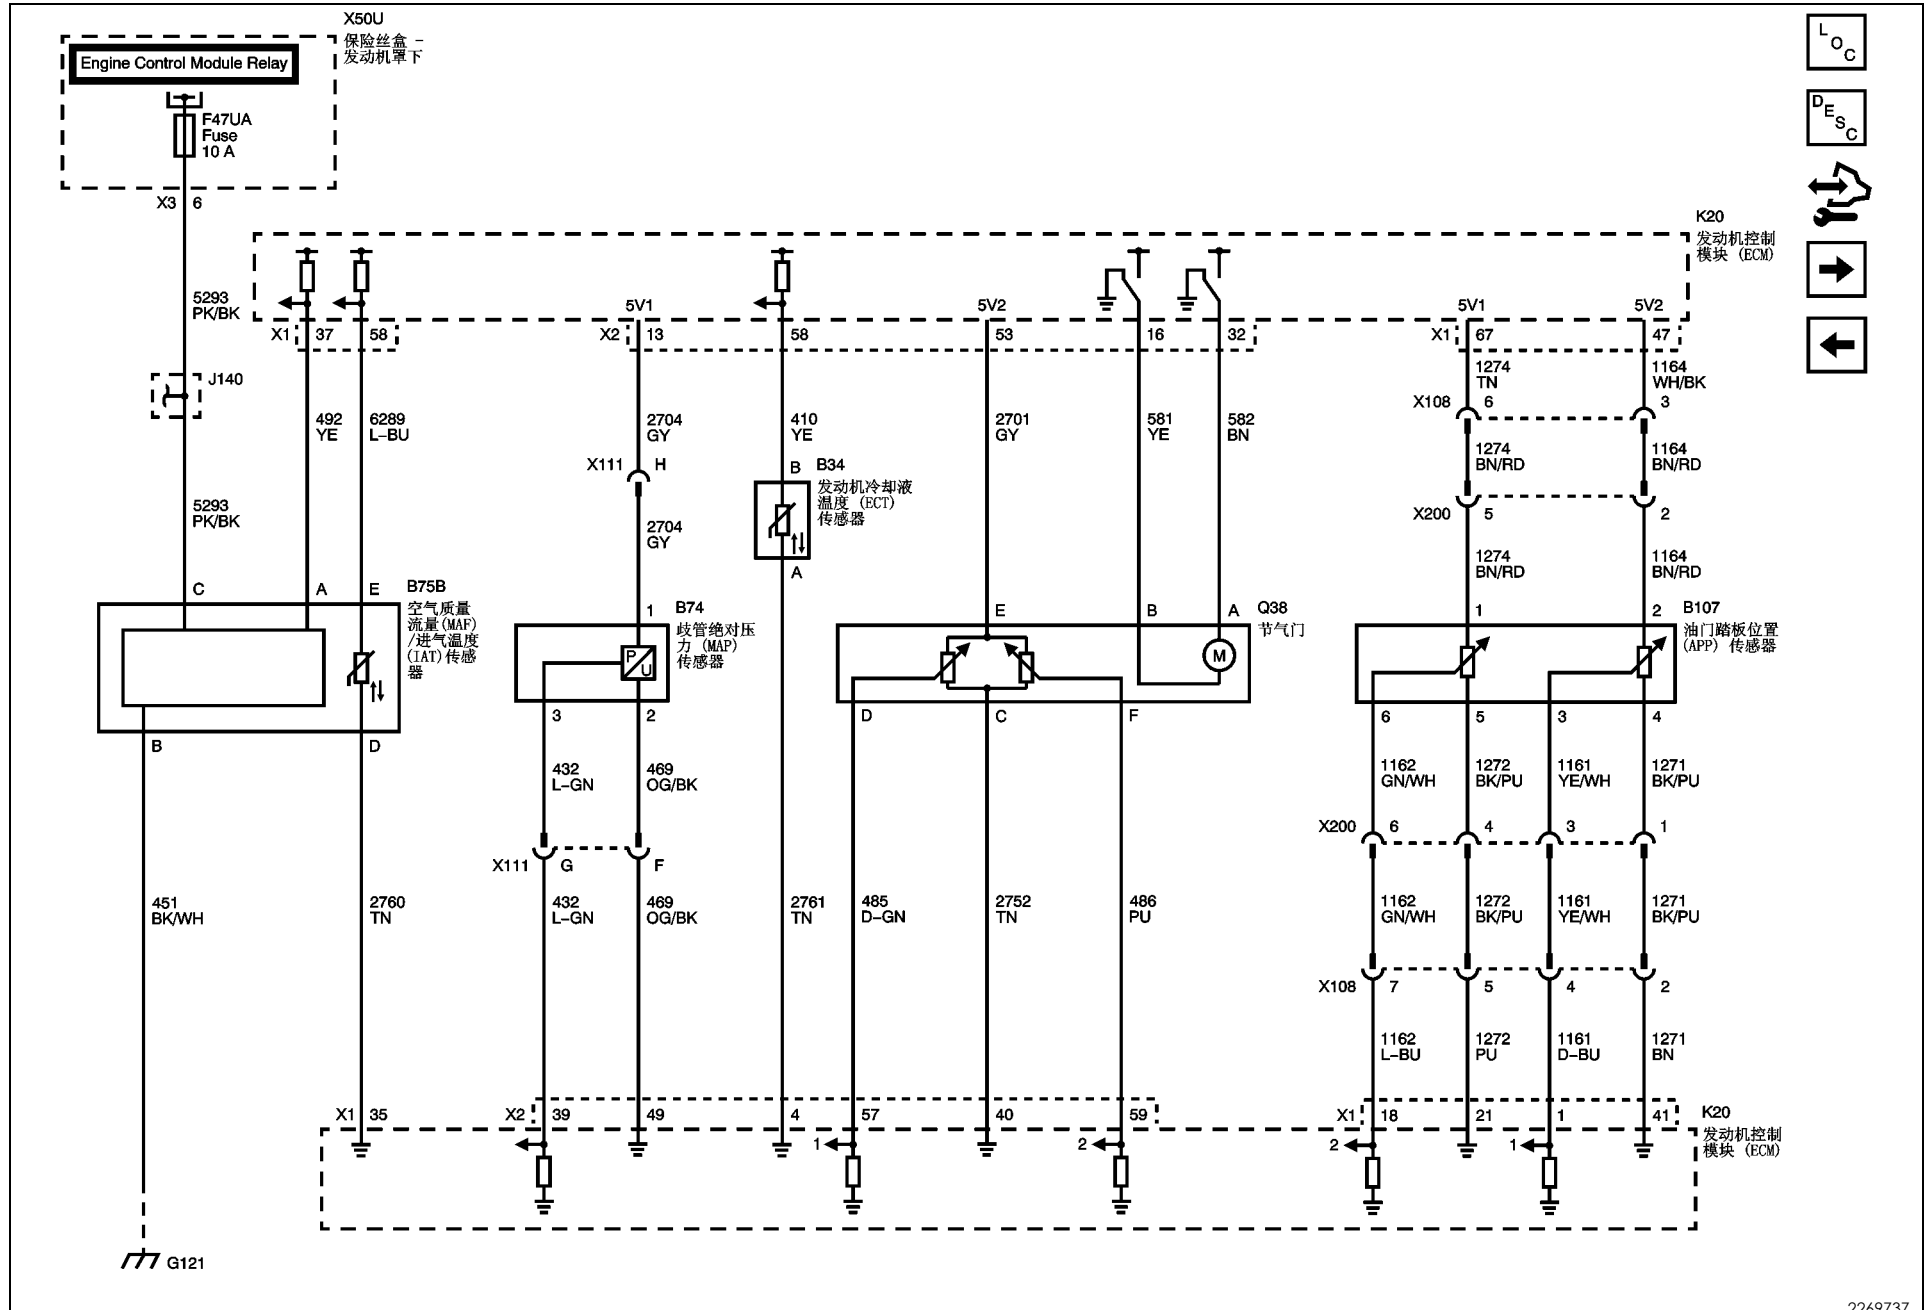 X50U
保险丝盒 -
发动机罩下
Engine Control Module Relay
F47UA
Fuse
10 A
X3 6
LOC
DESC
K20
发动机控制
模块 (ECM)
5293
PK/BK
5V1 5V2 5V1 5V2
X1 37 58 X2 13 58 53 16 32 X1 67 47
1274
TN
1164
WH/BK
J140
X108 6 3
492
YE
6289
L-BU
2704
GY
410
YE
2701
GY
581
YE
582
BN
1274
BN/RD
1164
BN/RD
X111 H
B B34
发动机冷却液
温度 (ECT)
传感器
5293
PK/BK
X200 5 2
2704
GY
A
1274
BN/RD
1164
BN/RD
C A E B75B
空气质量
流量(MAF)
/进气温度
(IAT)传感
器
1 B74
歧管绝对压
力 (MAP)
传感器
P
U
E B A Q38
节气门
M
1 2 B107
油门踏板位置
(APP) 传感器
B D
3 2
D C F
6 5 3 4
432
L-GN
469
OG/BK
1162
GN/WH
1272
BK/PU
1161
YE/WH
1271
BK/PU
X200 6 4 3 1
X111 G F
451
BK/WH
2760
TN
432
L-GN
469
OG/BK
2761
TN
485
D-GN
2752
TN
486
PU
1162
GN/WH
1272
BK/PU
1161
YE/WH
1271
BK/PU
X108 7 5 4 2
1162
L-BU
1272
PU
1161
D-BU
1271
BN
X1 35 X2 39 49 4 57 40 59 X1 18 21 1 41
K20
发动机控制
模块 (ECM)
1 2 2 1
G121
2269737